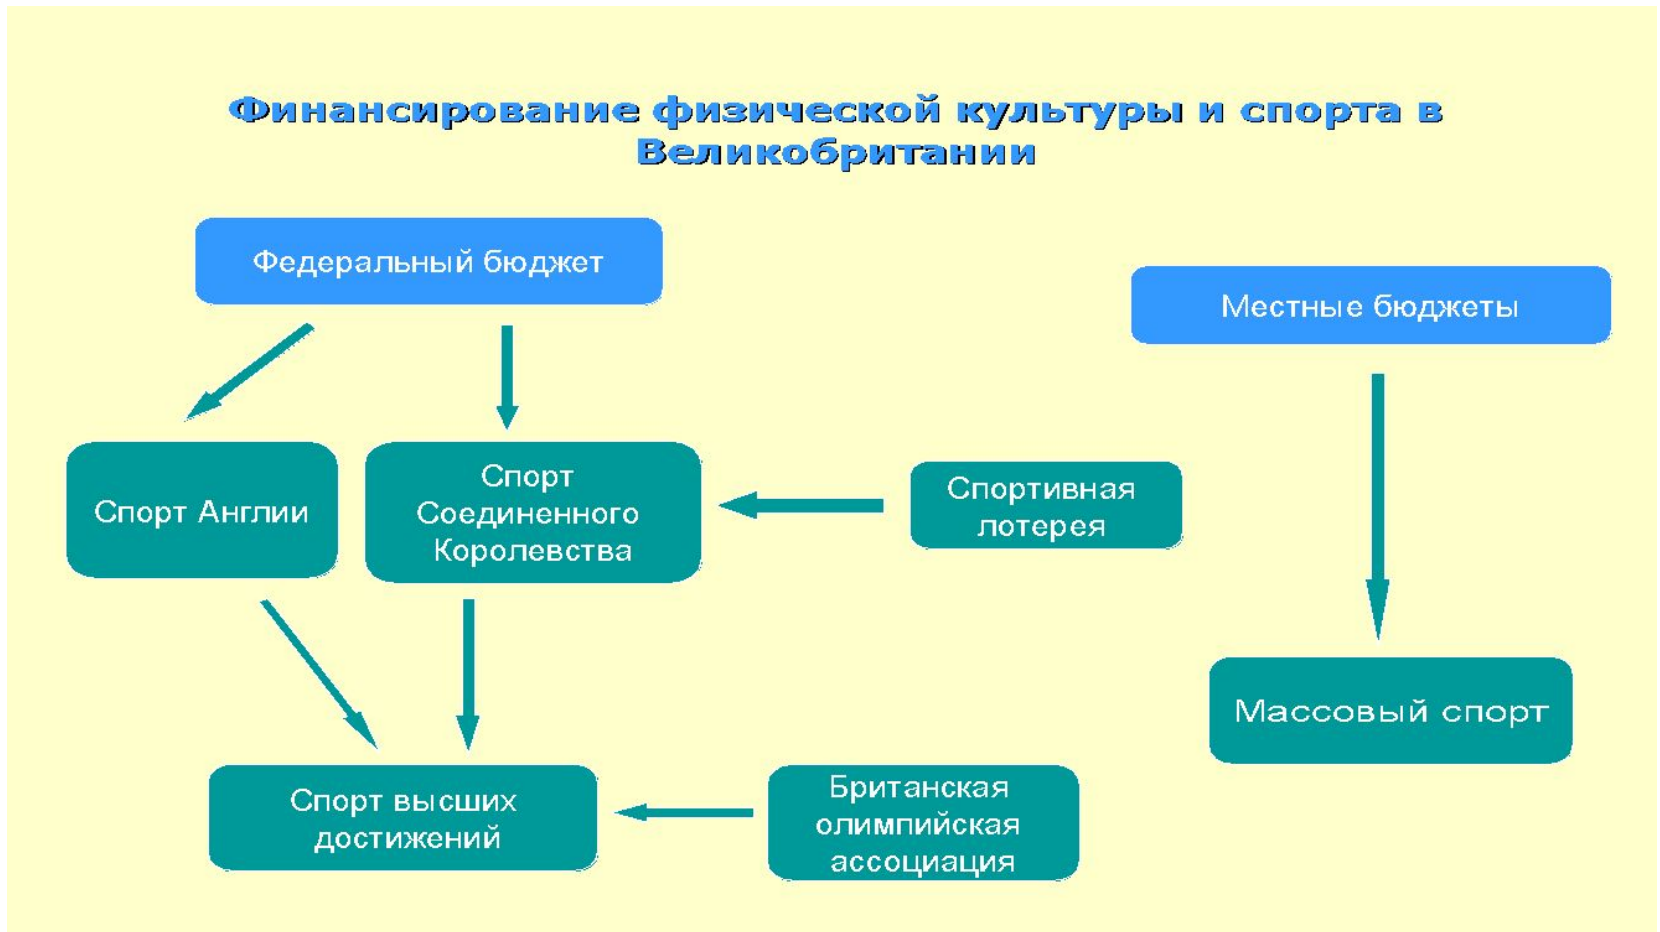 Финансирование физической культуры и спорта в
Великобритании
Федеральный бюджет
Местные бюджеты
Спорт Англии
Спорт
Соединенного
Королевства
Спортивная
лотерея
Массовый спорт
Спорт высших
достижений
Британская
олимпийская
ассоциация